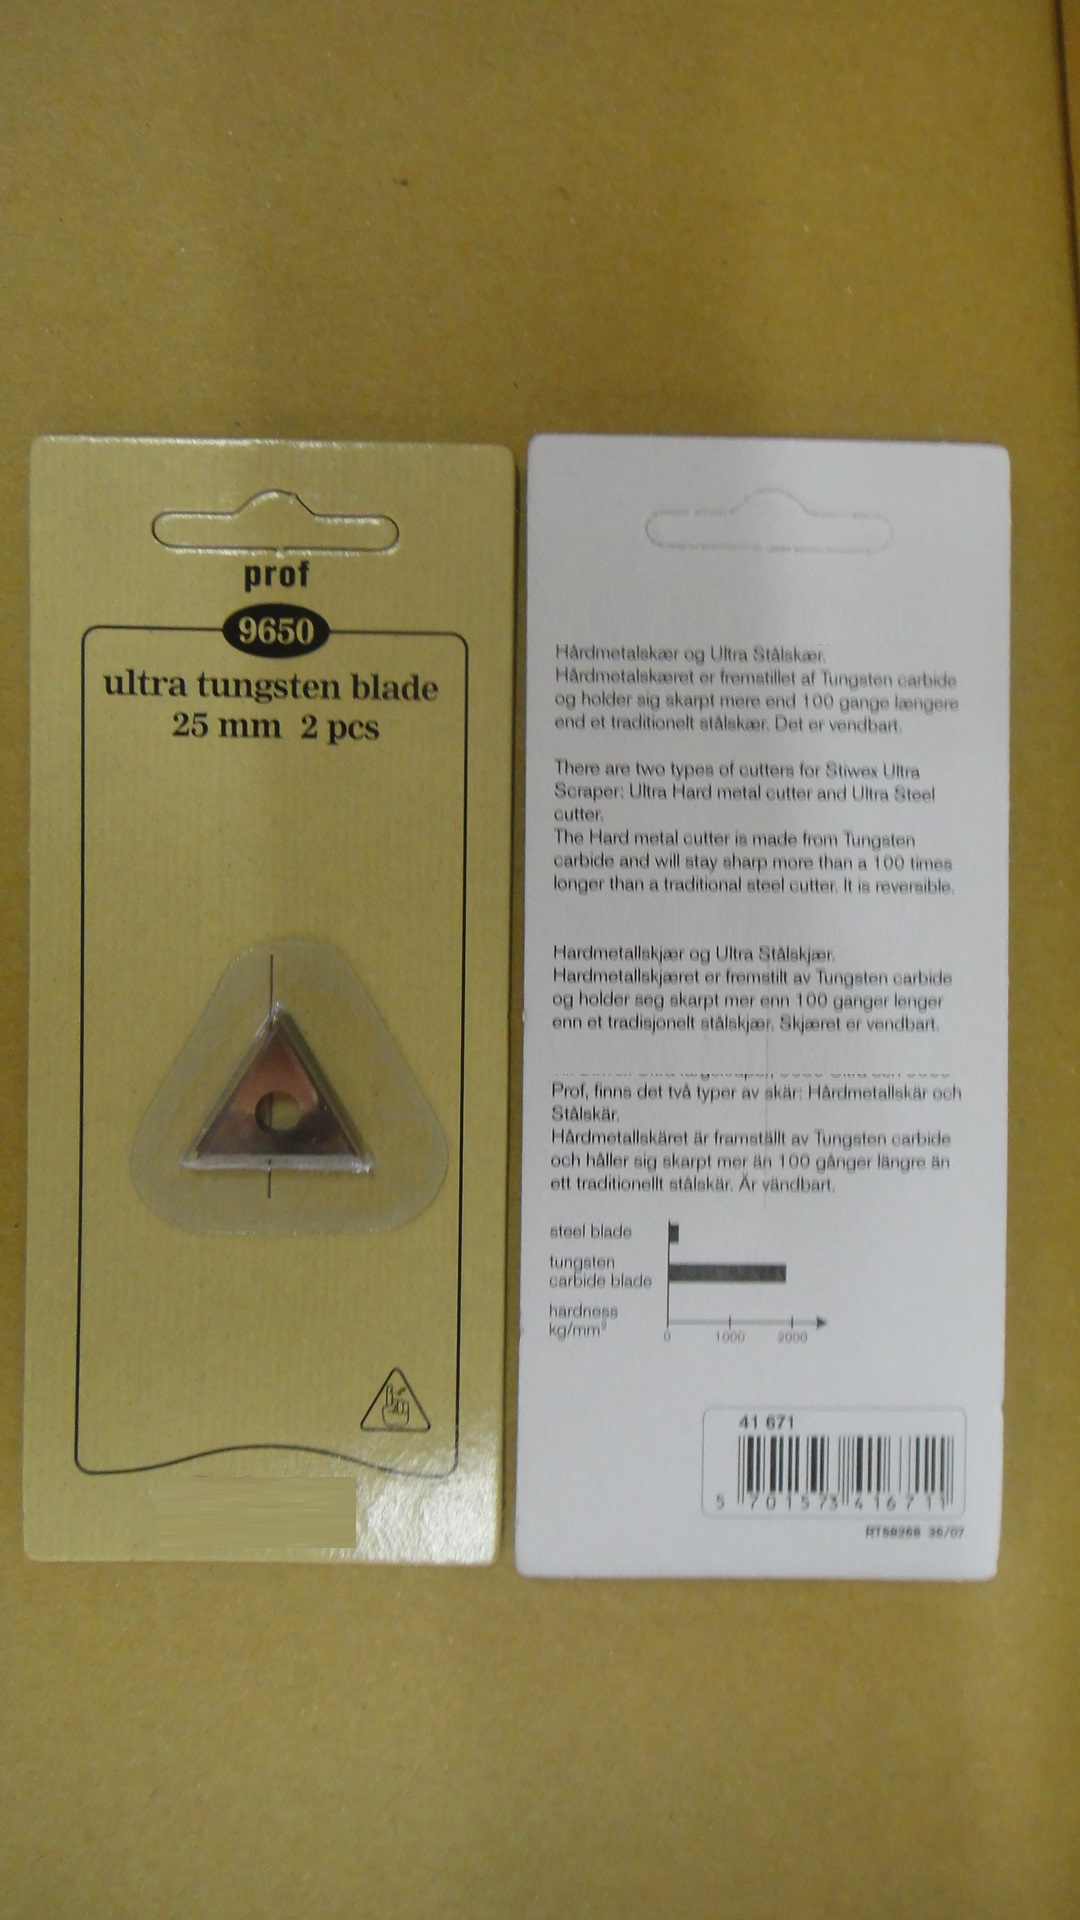 prof
9650
ultra tungsten blade
25 mm 2 pcs
Hårdmetalskær og Ultra Stålskær.
Hårdmetalskæret er fremstillet af Tungsten carbide
og holder sig skarpt mere end 100 gange længere
end et traditionelt stålskær. Det er vendbart.
There are two types of cutters for Stiwex Ultra
Scraper: Ultra Hard metal cutter and Ultra Steel
cutter.
The Hard metal cutter is made from Tungsten
carbide and will stay sharp more than a 100 times
longer than a traditional steel cutter. It is reversible.
Hardmetallskjær og Ultra Stålskjær.
Hardmetallskjæret er fremstilt av Tungsten carbide
og holder seg skarpt mer enn 100 ganger lenger
enn et tradisjonelt stålskjær. Skjæret er vendbart.
Prof, finns det två typer av skär: Hårdmetallskär och
Stålskär.
Hårdmetallskäret är framställt av Tungsten carbide
och håller sig skarpt mer än 100 gånger längre än
ett traditionellt stålskär. Är vändbart.
steel blade
tungsten
carbide blade
hardness
kg/mm²
0 1000 2000
41 671
5 701573 416711